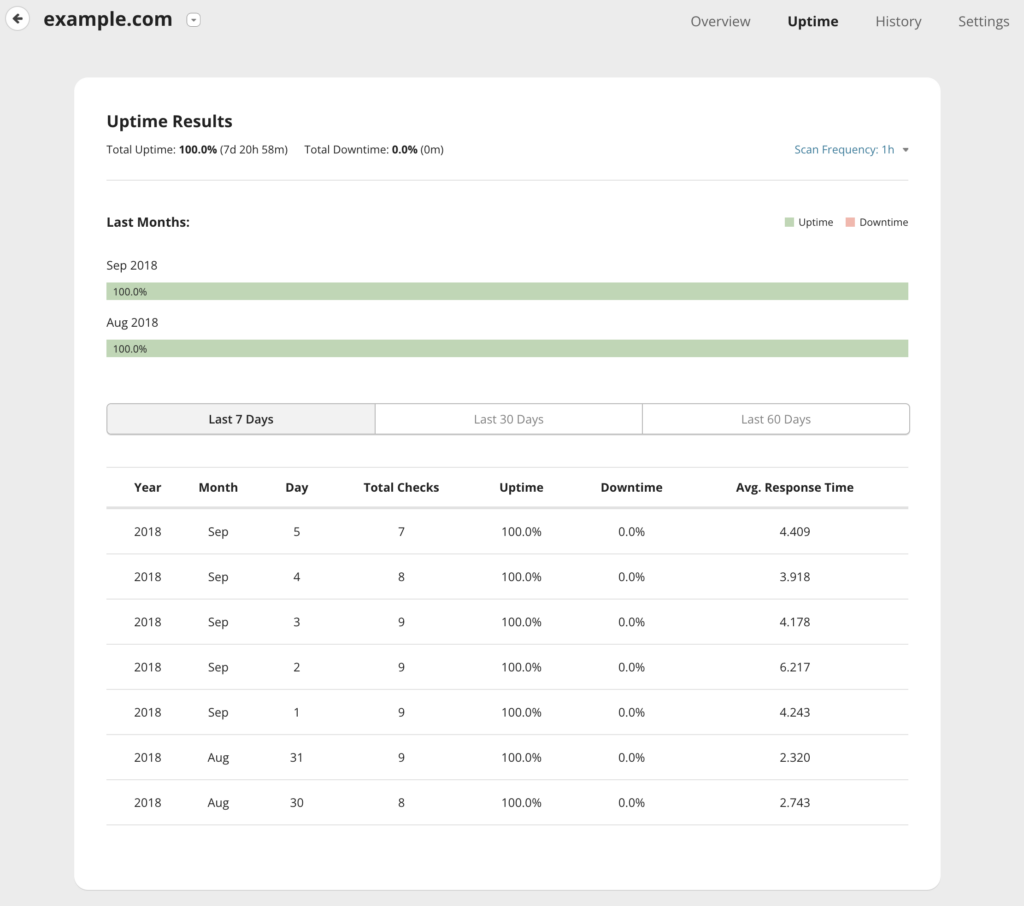 example.com
Overview Uptime History Settings
Uptime Results
Total Uptime: 100.0% (7d 20h 58m) Total Downtime: 0.0% (0m) Scan Frequency: 1h
Last Months: Uptime Downtime
Sep 2018
100.0%
Aug 2018
100.0%
Last 7 Days Last 30 Days Last 60 Days
Year Month Day Total Checks Uptime Downtime Avg. Response Time
2018 Sep 5 7 100.0% 0.0% 4.409
2018 Sep 4 8 100.0% 0.0% 3.918
2018 Sep 3 9 100.0% 0.0% 4.178
2018 Sep 2 9 100.0% 0.0% 6.217
2018 Sep 1 9 100.0% 0.0% 4.243
2018 Aug 31 9 100.0% 0.0% 2.320
2018 Aug 30 8 100.0% 0.0% 2.743